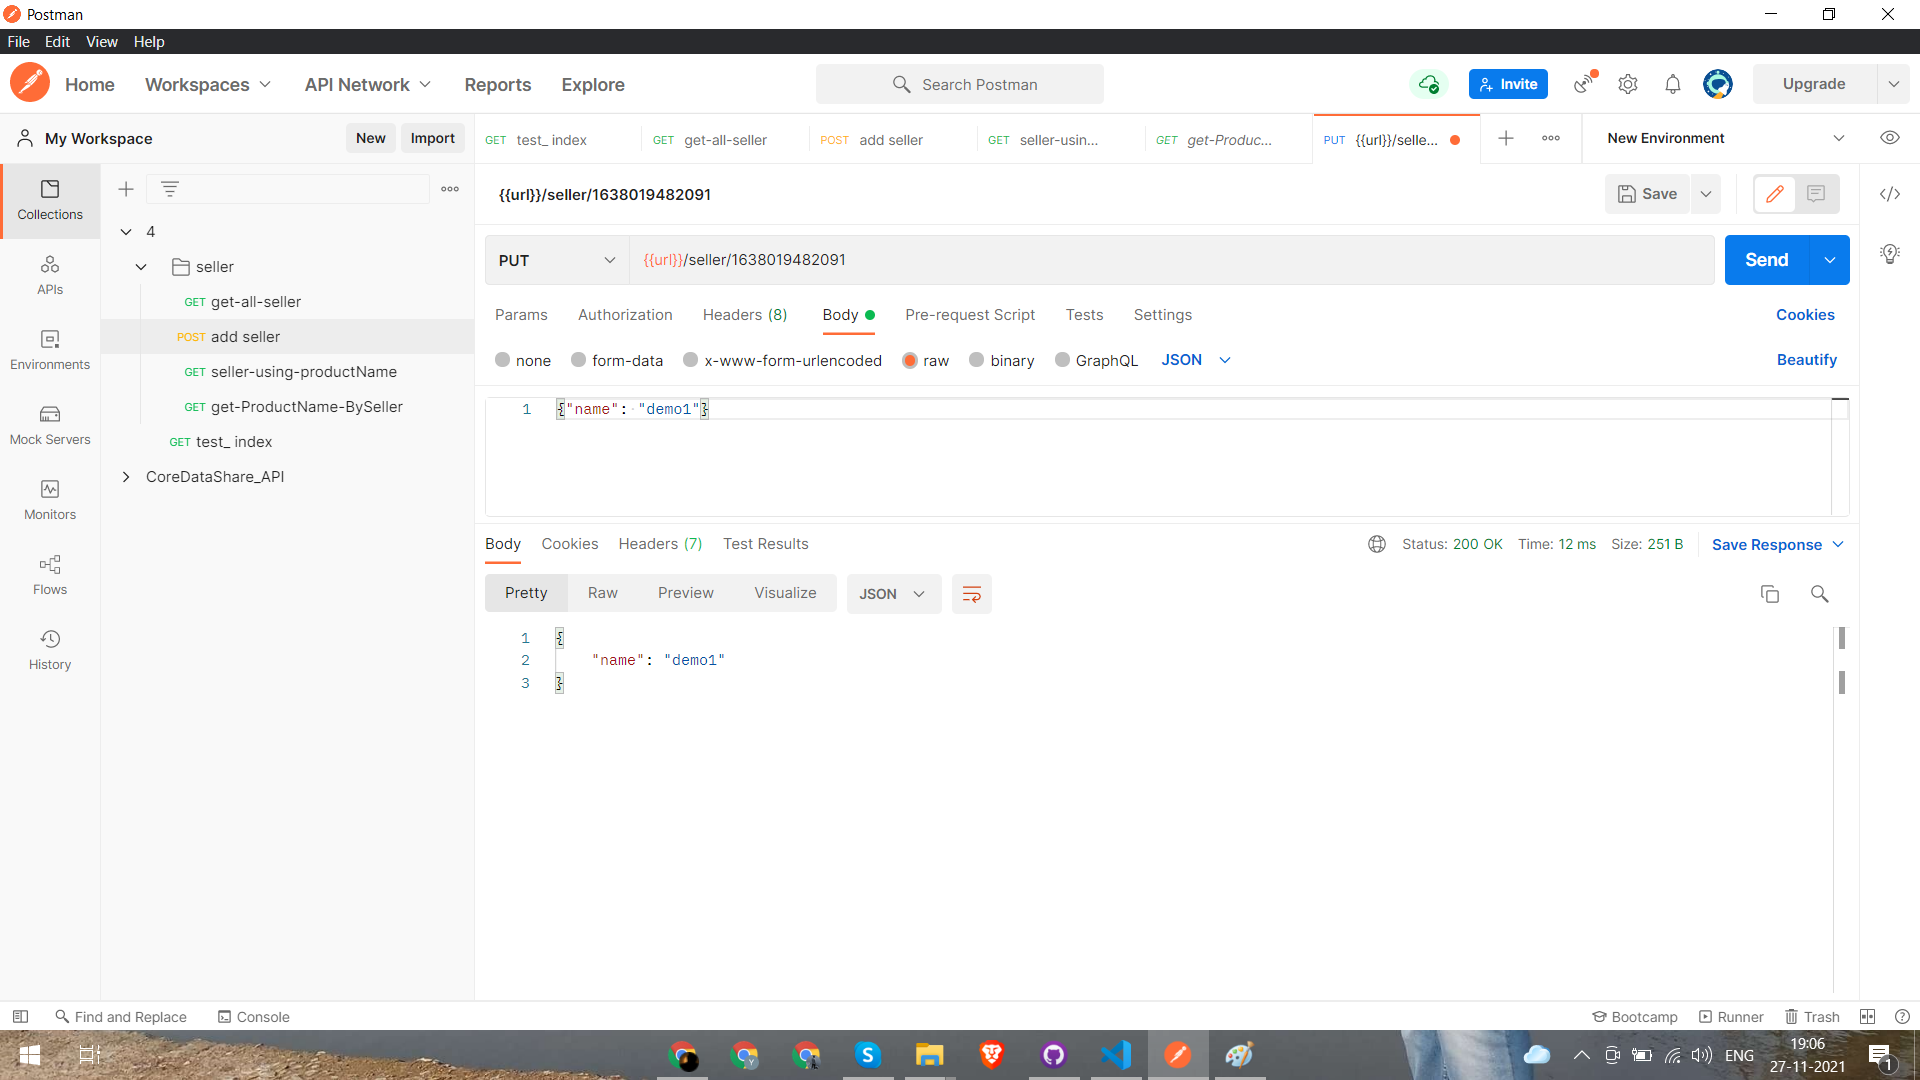 Postman
File Edit View Help
Home Workspaces API Network Reports Explore Search Postman Invite Upgrade
My Workspace New Import GET test_ index GET get-all-seller POST add seller GET seller-usin... GET get-Produc... PUT {{url}}/selle... New Environment
{{url}}/seller/1638019482091 Save
Collections
APIs
Environments
Mock Servers
Monitors
Flows
History
4
seller
GET get-all-seller
POST add seller
GET seller-using-productName
GET get-ProductName-BySeller
GET test_ index
CoreDataShare_API
PUT {{url}}/seller/1638019482091 Send
Params Authorization Headers (8) Body Pre-request Script Tests Settings Cookies
none form-data x-www-form-urlencoded raw binary GraphQL JSON Beautify
1 {"name": "demo1"}
Body Cookies Headers (7) Test Results Status: 200 OK Time: 12 ms Size: 251 B Save Response
Pretty Raw Preview Visualize JSON
1 {
2 "name": "demo1"
3 }
Find and Replace Console Bootcamp Runner Trash
ENG 19:06
27-11-2021 1